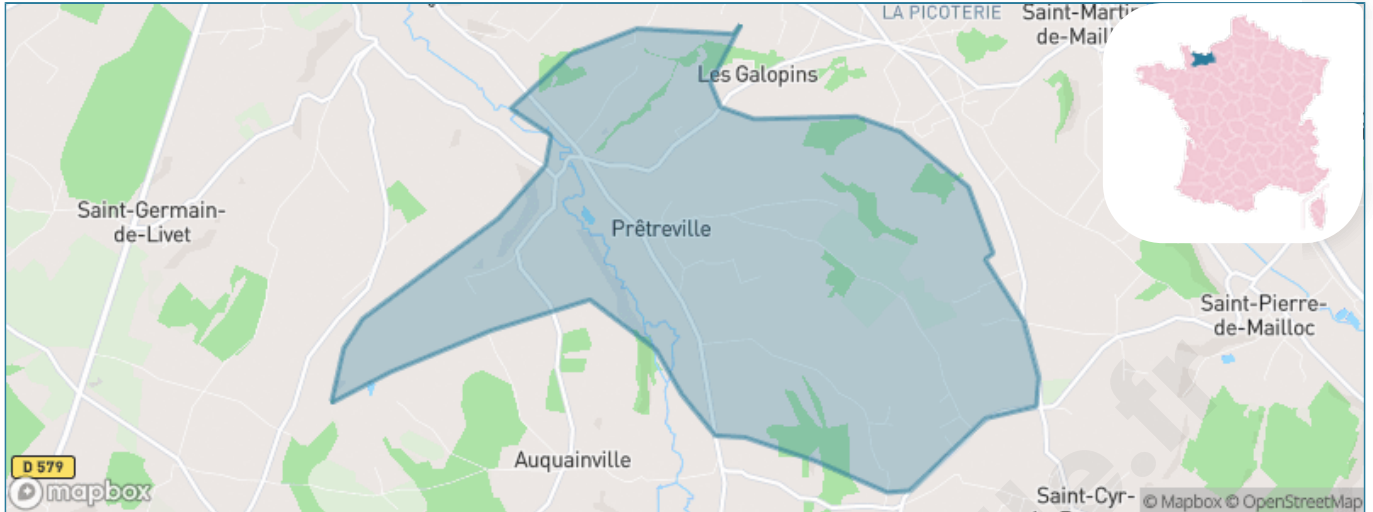 LA PICOTERIE
Saint-Martin-
de-Mail
Les Galopins
Saint-Germain-
de-Livet
Prêtreville
Saint-Pierre-
de-Mailloc
Auquainville
D 579
mapbox
Saint-Cyr-
© Mapbox © OpenStreetMap